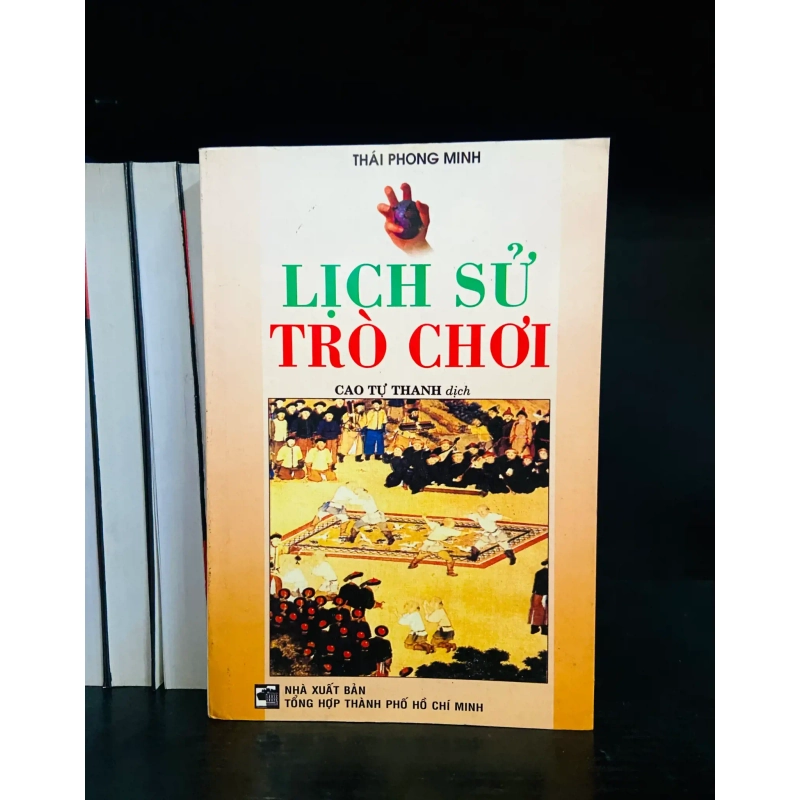 THÁI PHONG MINH
LỊCH SỬ
TRÒ CHƠI
CAO TỰ THANH dịch
NHÀ XUẤT BẢN
TỔNG HỢP THÀNH PHỐ HỒ CHÍ MINH